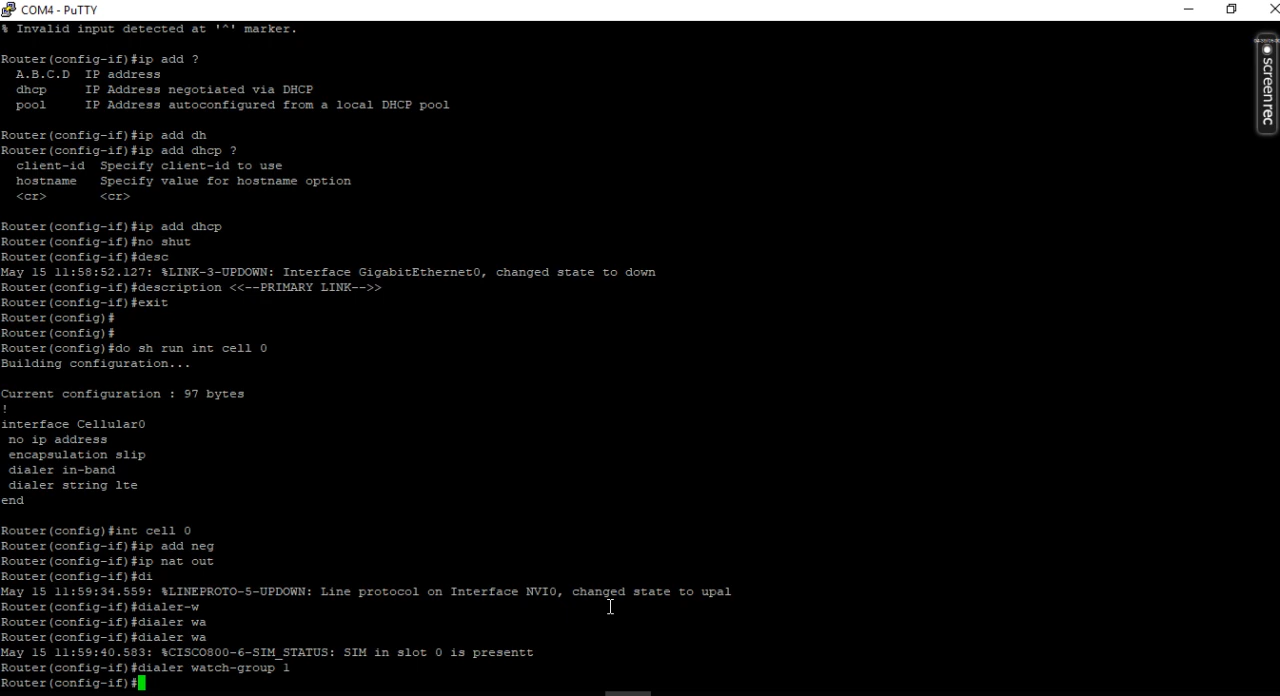 COM4 - PuTTY
% Invalid input detected at '^' marker.
Router(config-if)#ip add ?
  A.B.C.D  IP address
  dhcp     IP Address negotiated via DHCP
  pool     IP Address autoconfigured from a local DHCP pool
Router(config-if)#ip add dh
Router(config-if)#ip add dhcp ?
  client-id  Specify client-id to use
  hostname   Specify value for hostname option
  <cr>       <cr>
Router(config-if)#ip add dhcp
Router(config-if)#no shut
Router(config-if)#desc
May 15 11:58:52.127: %LINK-3-UPDOWN: Interface GigabitEthernet0, changed state to down
Router(config-if)#description <<--PRIMARY LINK-->>
Router(config-if)#exit
Router(config)#
Router(config)#
Router(config)#do sh run int cell 0
Building configuration...
Current configuration : 97 bytes
!
interface Cellular0
 no ip address
 encapsulation slip
 dialer in-band
 dialer string lte
end
Router(config)#int cell 0
Router(config-if)#ip add neg
Router(config-if)#ip nat out
Router(config-if)#di
May 15 11:59:34.559: %LINEPROTO-5-UPDOWN: Line protocol on Interface NVI0, changed state to upal
Router(config-if)#dialer-w
Router(config-if)#dialer wa
Router(config-if)#dialer wa
May 15 11:59:40.583: %CISCO800-6-SIM_STATUS: SIM in slot 0 is presentt
Router(config-if)#dialer watch-group 1
Router(config-if)#
screenrec